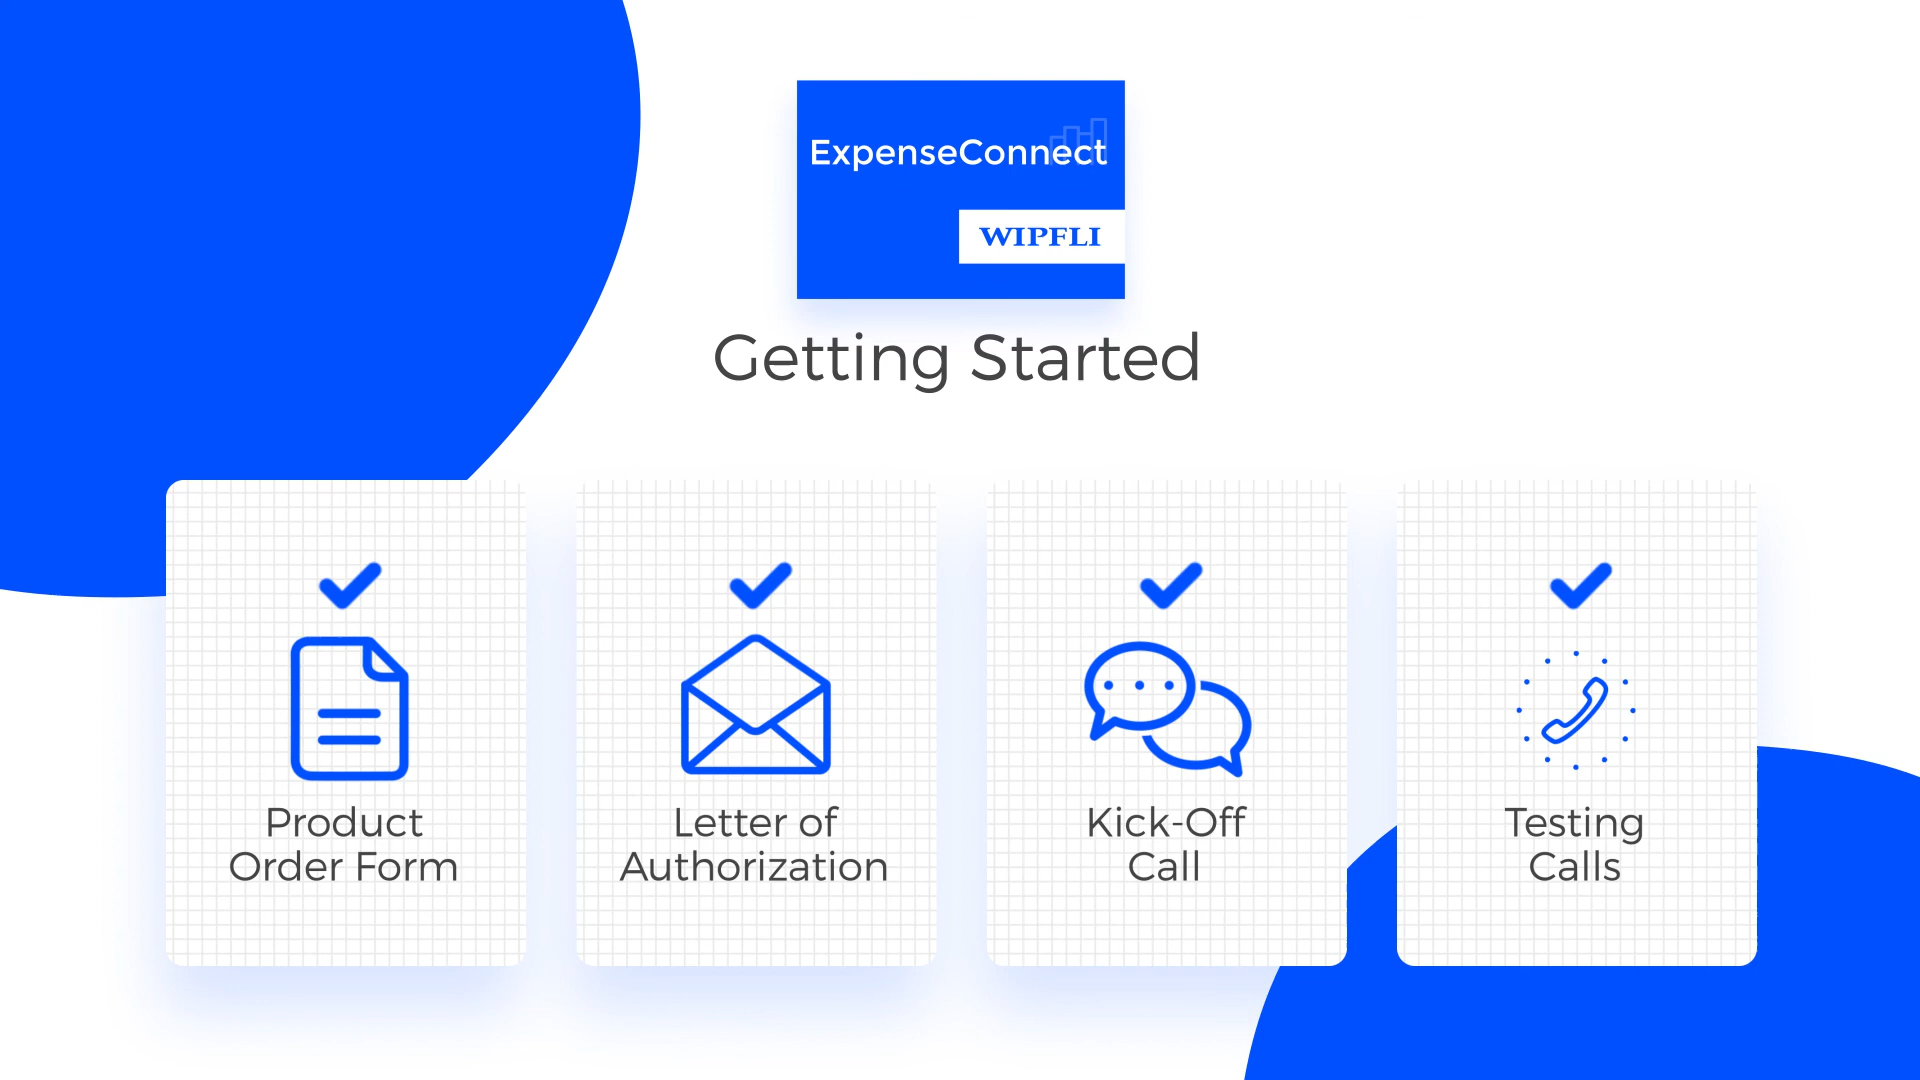 ExpenseConnect
WIPFLI
Getting Started
Product
Order Form
Letter of
Authorization
Kick-Off
Call
Testing
Calls